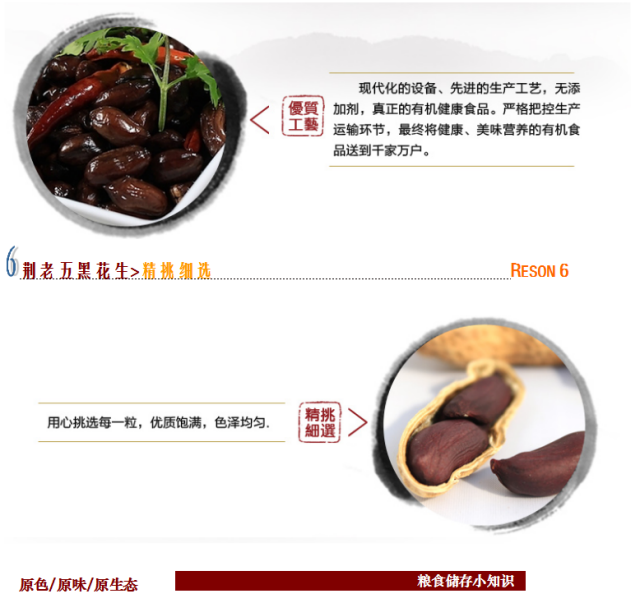 现代化的设备、先进的生产工艺，无添
加剂，真正的有机健康食品。严格把控生产
运输环节，最终将健康、美味营养的有机食
品送到千家万户。
優質
工藝
6 荆老五黑花生>精挑细选 RESON 6
用心挑选每一粒，优质饱满，色泽均匀.
精挑
細選
原色/原味/原生态 粮食储存小知识